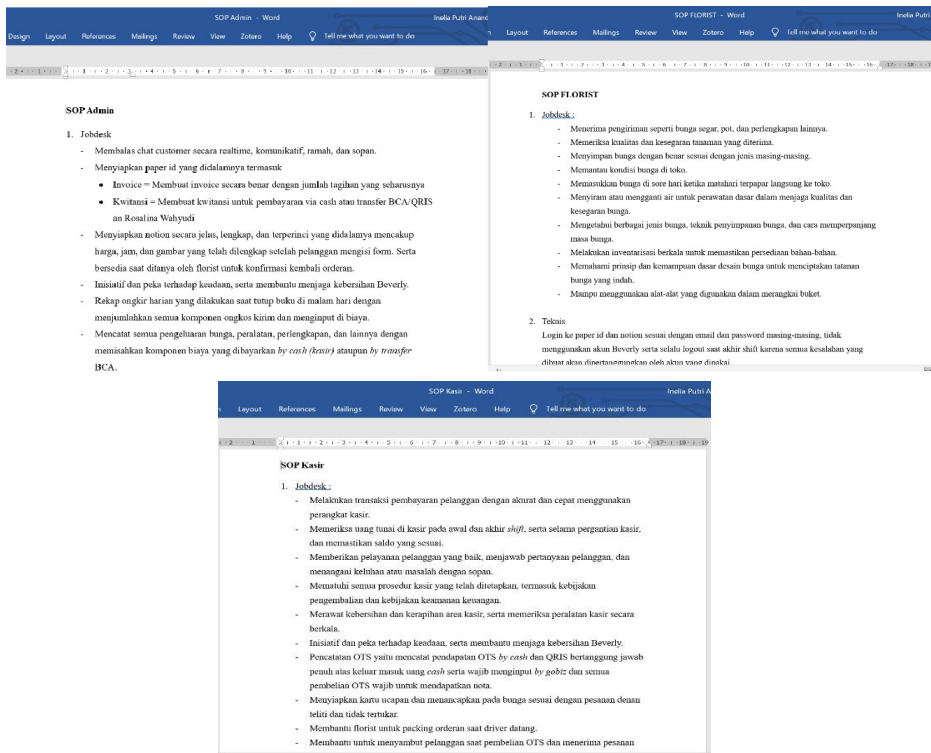 SOP Admin - Word
Inelia Putri Anand
Design Layout References Mailings Review View Zotero Help Tell me what you want to do
SOP Admin
1. Jobdesk
- Membalas chat customer secara realtime, komunikatif, ramah, dan sopan.
- Menyiapkan paper id yang didalamnya termasuk
• Invoice = Membuat invoice secara benar dengan jumlah tagihan yang seharusnya
• Kwitansi = Membuat kwitansi untuk pembayaran via cash atau transfer BCA/QRIS
an Rosalina Wahyudi
- Menyiapkan notion secara jelas, lengkap, dan terperinci yang didalamya mencakup
harga, jam, dan gambar yang telah dilengkap setelah pelanggan mengisi form. Serta
bersedia saat ditanya oleh florist untuk konfirmasi kembali orderan.
- Inisiatif dan peka terhadap keadaan, serta membantu menjaga kebersihan Beverly.
- Rekap ongkir harian yang dilakukan saat tutup buku di malam hari dengan
menjumlahkan semua komponen ongkos kirim dan menginput di biaya.
- Mencatat semua pengeluaran bunga, peralatan, perlengkapan, dan lainnya dengan
memisahkan komponen biaya yang dibayarkan by cash (kasir) ataupun by transfer
BCA.
SOP FLORIST - Word
Inelia Putri
Layout References Mailings Review View Zotero Help Tell me what you want to do
SOP FLORIST
1. Jobdesk :
- Menerima pengiriman seperti bunga segar, pot, dan perlengkapan lainnya.
- Memeriksa kualitas dan kesegaran tanaman yang diterima.
- Menyimpan bunga dengan benar sesuai dengan jenis masing-masing.
- Memantau kondisi bunga di toko.
- Memasukkan bunga di sore hari ketika matahari terpapar langsung ke toko.
- Menyiram atau mengganti air untuk perawatan dasar dalam menjaga kualitas dan
kesegaran bunga.
- Mengetahui berbagai jenis bunga, teknik penyimpanan bunga, dan cara memperpanjang
masa bunga.
- Melakukan inventarisasi berkala untuk memastikan persediaan bahan-bahan.
- Memahami prinsip dan kemampuan dasar desain bunga untuk menciptakan tatanan
bunga yang indah.
- Mampu menggunakan alat-alat yang digunakan dalam merangkai buket.
2. Teknis
Login ke paper id dan notion sesuai dengan email dan password masing-masing, tidak
menggunakan akun Beverly serta selalu logout saat akhir shift karena semua kesalahan yang
dibuat akan dipertanggungkan oleh akun yang dipakai
SOP Kasir - Word
Inelia Putri A
Layout References Mailings Review View Zotero Help Tell me what you want to do
SOP Kasir
1. Jobdesk :
- Melakukan transaksi pembayaran pelanggan dengan akurat dan cepat menggunakan
perangkat kasir.
- Memeriksa uang tunai di kasir pada awal dan akhir shift, serta selama pergantian kasir,
dan memastikan saldo yang sesuai.
- Memberikan pelayanan pelanggan yang baik, menjawab pertanyaan pelanggan, dan
menangani keluhan atau masalah dengan sopan.
- Mematuhi semua prosedur kasir yang telah ditetapkan, termasuk kebijakan
pengembalian dan kebijakan keamanan keuangan.
- Merawat kebersihan dan kerapihan area kasir, serta memeriksa peralatan kasir secara
berkala.
- Inisiatif dan peka terhadap keadaan, serta membantu menjaga kebersihan Beverly.
- Pencatatan OTS yaitu mencatat pendapatan OTS by cash dan QRIS bertanggung jawab
penuh atas keluar masuk uang cash serta wajib menginput by gobiz dan semua
pembelian OTS wajib untuk mendapatkan nota.
- Menyiapkan kartu ucapan dan menancapkan pada bunga sesuai dengan pesanan denan
teliti dan tidak tertukar.
- Membantu florist untuk packing orderan saat driver datang.
- Membantu untuk menyambut pelanggan saat pembelian OTS dan menerima pesanan